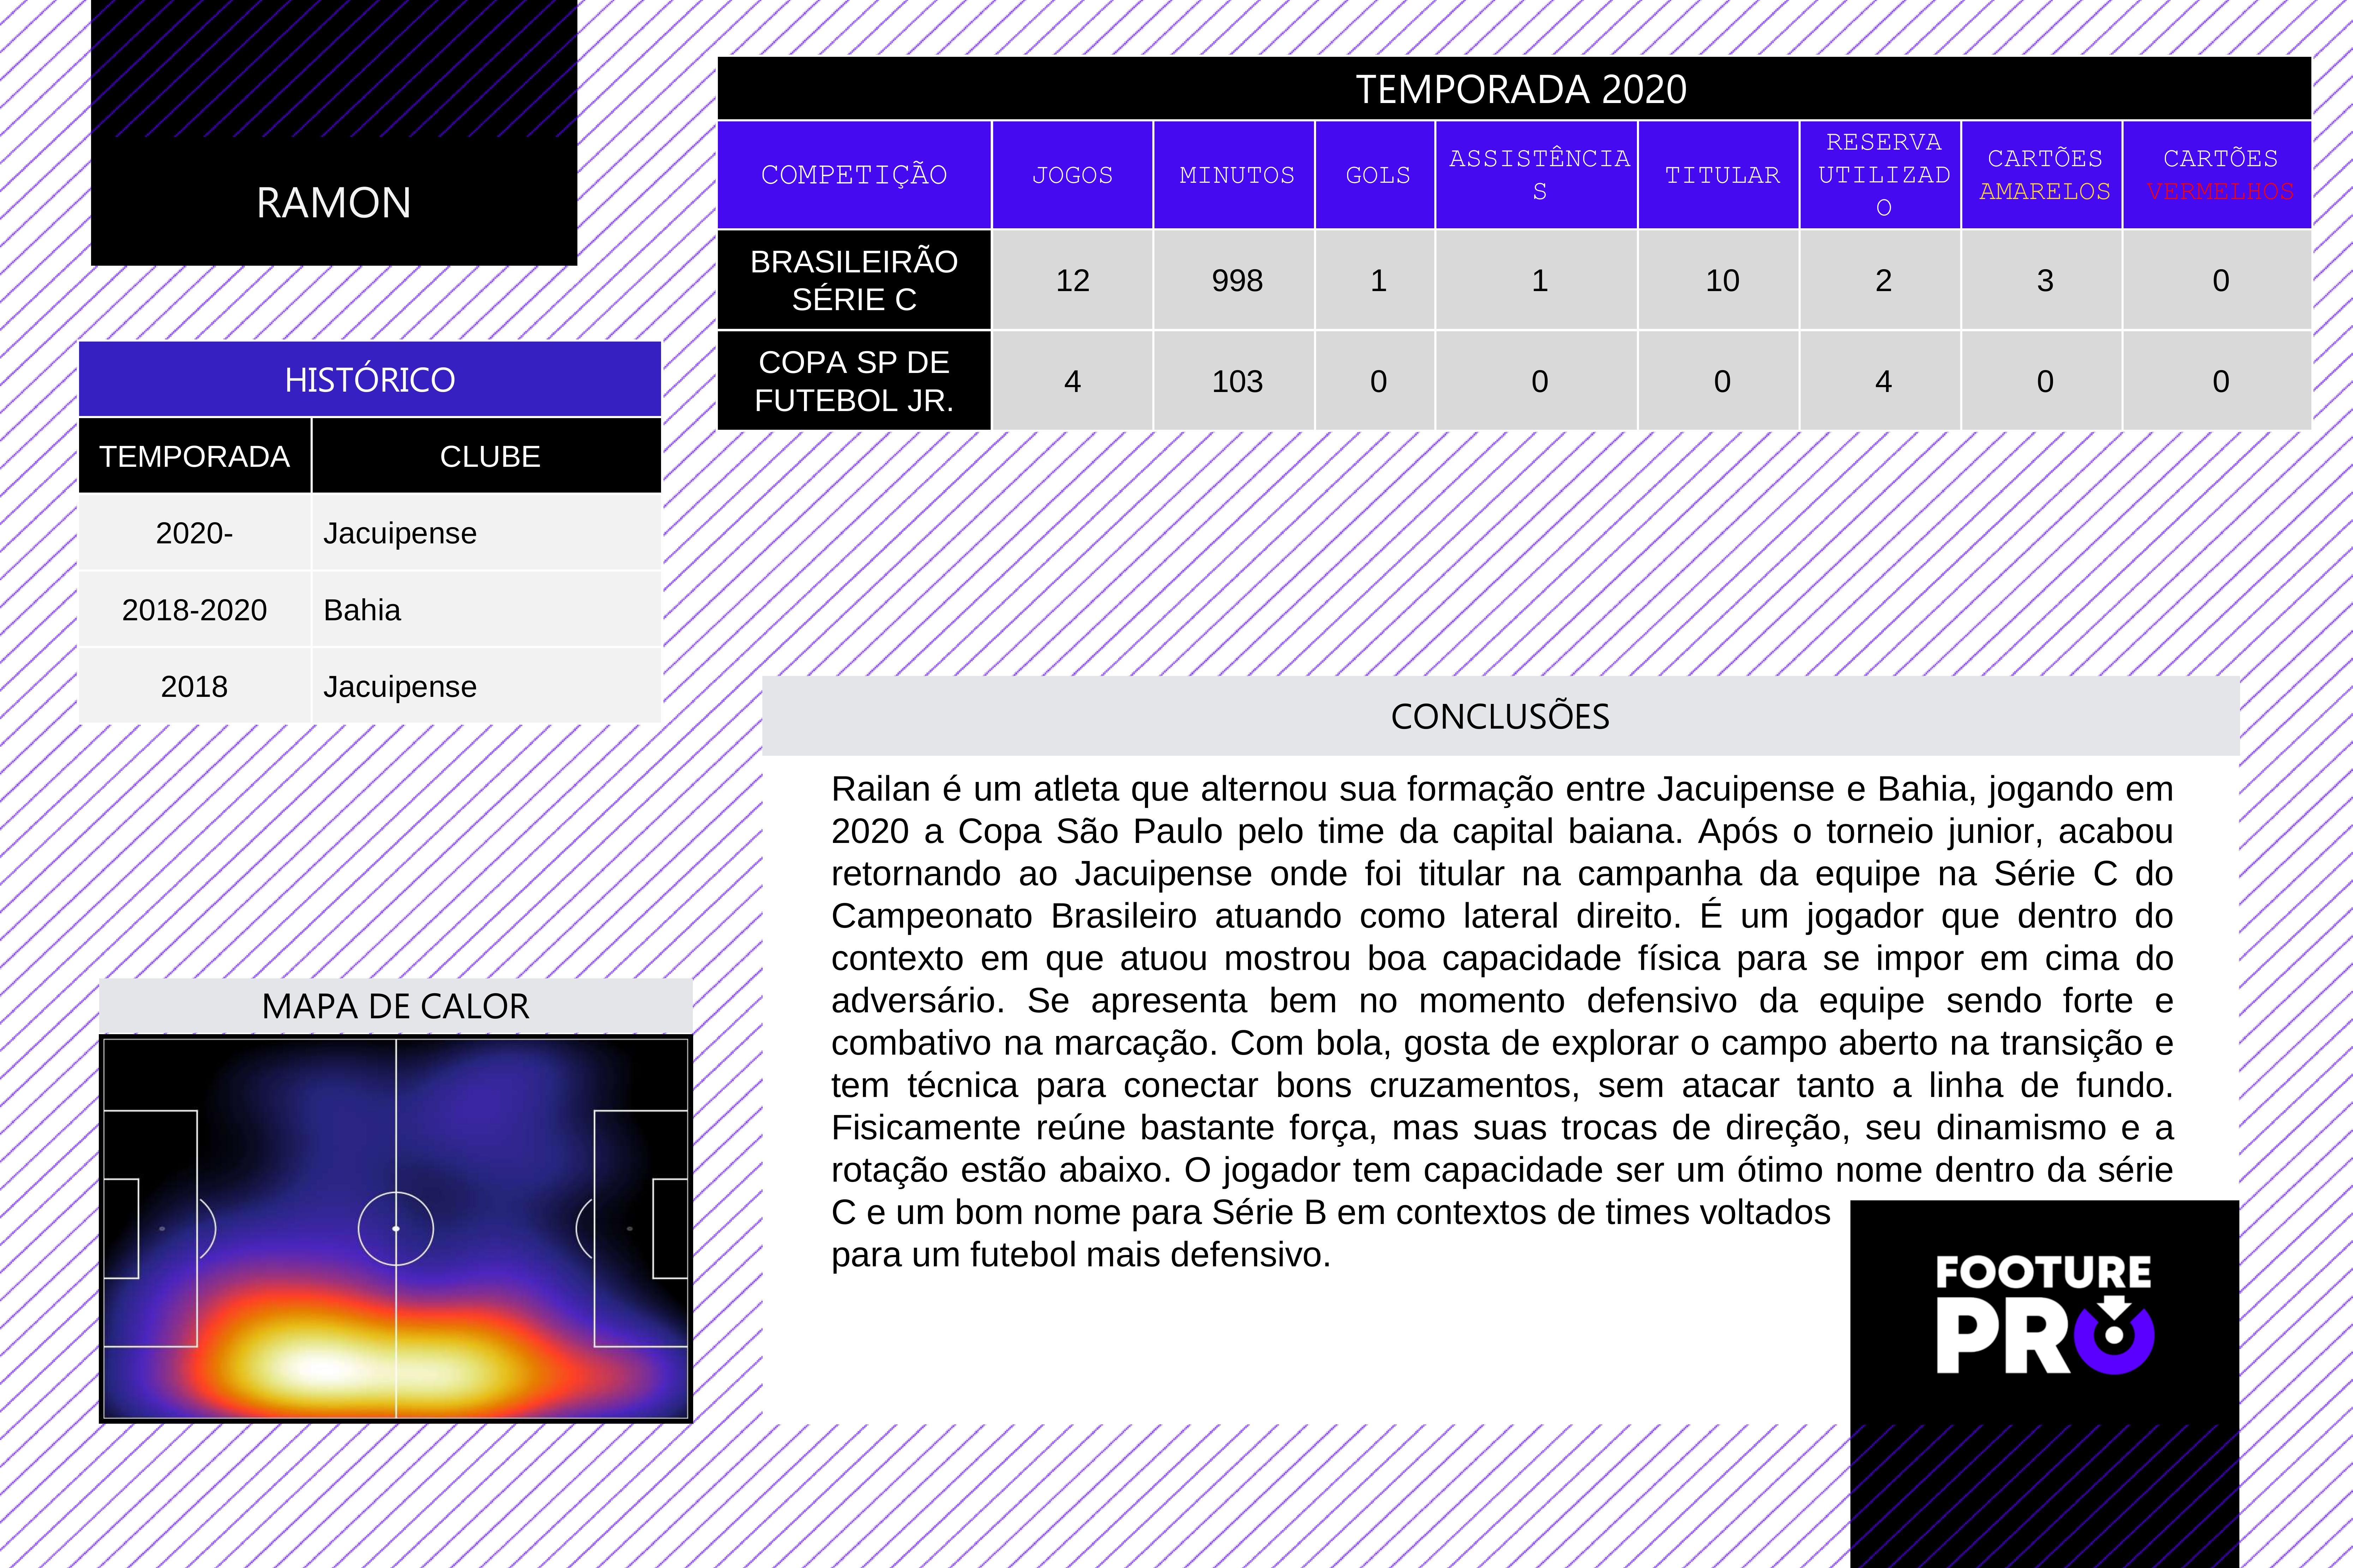 RAMON
TEMPORADA 2020
COMPETIÇÃO JOGOS MINUTOS GOLS ASSISTÊNCIA
S TITULAR RESERVA
UTILIZAD
O CARTÕES
AMARELOS CARTÕES
VERMELHOS
BRASILEIRÃO
SÉRIE C 12 998 1 1 10 2 3 0
COPA SP DE
FUTEBOL JR. 4 103 0 0 0 4 0 0
HISTÓRICO
TEMPORADA CLUBE
2020- Jacuipense
2018-2020 Bahia
2018 Jacuipense
CONCLUSÕES
Railan é um atleta que alternou sua formação entre Jacuipense e Bahia, jogando em
2020 a Copa São Paulo pelo time da capital baiana. Após o torneio junior, acabou
retornando ao Jacuipense onde foi titular na campanha da equipe na Série C do
Campeonato Brasileiro atuando como lateral direito. É um jogador que dentro do
contexto em que atuou mostrou boa capacidade física para se impor em cima do
adversário. Se apresenta bem no momento defensivo da equipe sendo forte e
combativo na marcação. Com bola, gosta de explorar o campo aberto na transição e
tem técnica para conectar bons cruzamentos, sem atacar tanto a linha de fundo.
Fisicamente reúne bastante força, mas suas trocas de direção, seu dinamismo e a
rotação estão abaixo. O jogador tem capacidade ser um ótimo nome dentro da série
C e um bom nome para Série B em contextos de times voltados
para um futebol mais defensivo.
MAPA DE CALOR
FOOTURE
PRO